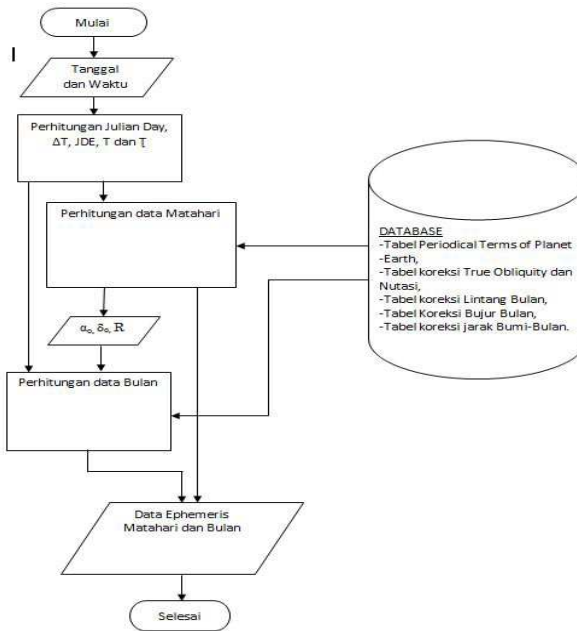 Mulai
Tanggal
dan Waktu
Perhitungan Julian Day,
ΔT, JDE, T dan Ʈ
Perhitungan data Matahari
α₀, δ₀, R
Perhitungan data Bulan
Data Ephemeris
Matahari dan Bulan
Selesai
DATABASE
-Tabel Periodical Terms of Planet
-Earth,
-Tabel koreksi True Obliquity dan
Nutasi,
-Tabel koreksi Lintang Bulan,
-Tabel Koreksi Bujur Bulan,
-Tabel koreksi jarak Bumi-Bulan.